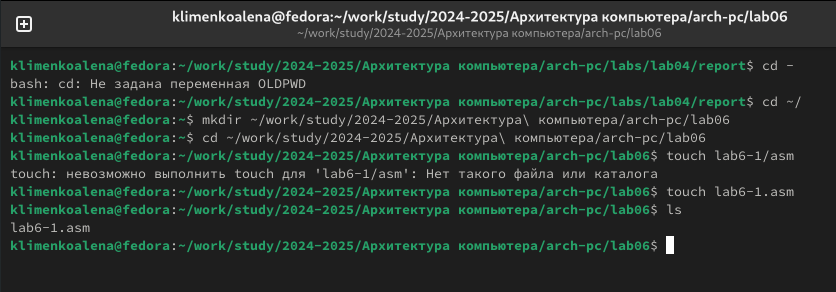 klimenkoalena@fedora:~/work/study/2024-2025/Архитектура компьютера/arch-pc/lab06
~/work/study/2024-2025/Архитектура компьютера/arch-pc/lab06
klimenkoalena@fedora:~/work/study/2024-2025/Архитектура компьютера/arch-pc/labs/lab04/report$ cd -
bash: cd: Не задана переменная OLDPWD
klimenkoalena@fedora:~/work/study/2024-2025/Архитектура компьютера/arch-pc/labs/lab04/report$ cd ~/
klimenkoalena@fedora:~$ mkdir ~/work/study/2024-2025/Архитектура\ компьютера/arch-pc/lab06
klimenkoalena@fedora:~$ cd ~/work/study/2024-2025/Архитектура\ компьютера/arch-pc/lab06
klimenkoalena@fedora:~/work/study/2024-2025/Архитектура компьютера/arch-pc/lab06$ touch lab6-1/asm
touch: невозможно выполнить touch для 'lab6-1/asm': Нет такого файла или каталога
klimenkoalena@fedora:~/work/study/2024-2025/Архитектура компьютера/arch-pc/lab06$ touch lab6-1.asm
klimenkoalena@fedora:~/work/study/2024-2025/Архитектура компьютера/arch-pc/lab06$ ls
lab6-1.asm
klimenkoalena@fedora:~/work/study/2024-2025/Архитектура компьютера/arch-pc/lab06$